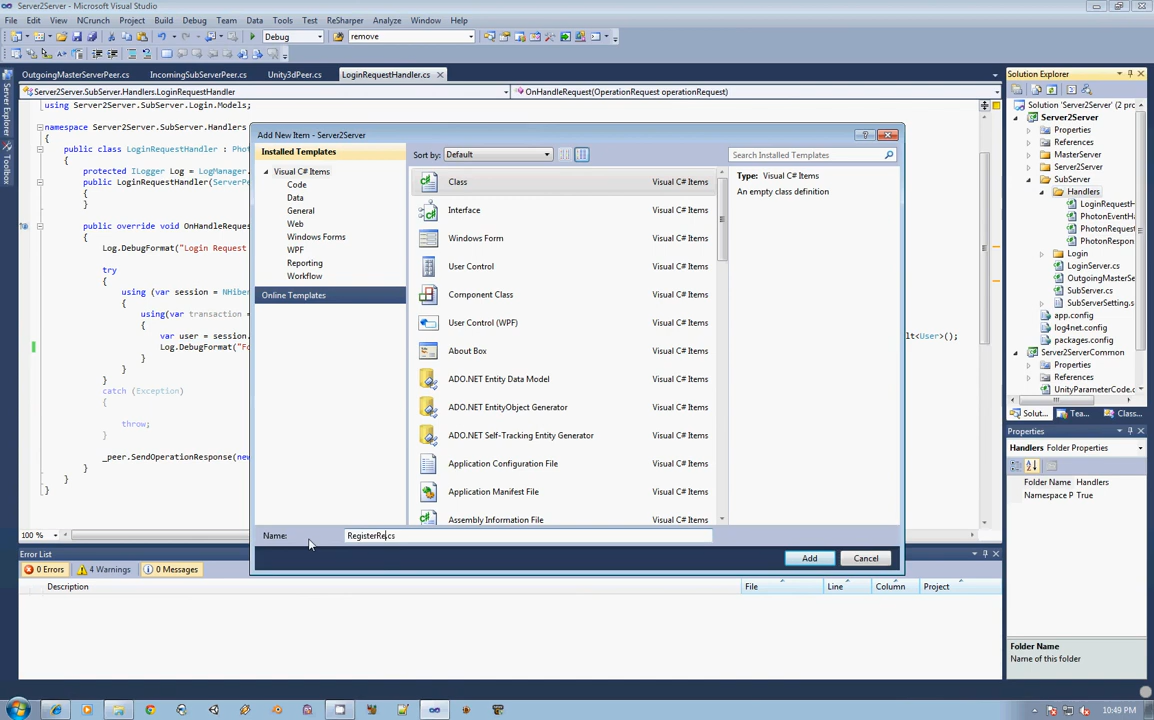 Server2Server - Microsoft Visual Studio
File Edit View NCrunch Project Build Debug Team Data Tools Test ReSharper Analyze Window Help
Debug remove
OutgoingMasterServerPeer.cs IncorningSubServerPeer.cs Unity3dPeer.cs LoginRequestHandler.cs Solution Explorer
Server2Server.SubServer.Handlers.LoginRequestHandler OnHandleRequest(OperationRequest operationRequest)
using Server2Server.SubServer.Login.Models;
namespace Server2Server.SubServer.Handlers
{
public class LoginRequestHandler : Pho
{
protected ILogger Log = LogManager.
public LoginRequestHandler(ServerPe
{
}
public override void OnHandleReques
{
Log.DebugFormat("Login Request
try
{
using (var session = NHiber
{
using(var transaction =
{
var user = session.
lt<User>();
Log.DebugFormat("Fo
}
}
}
catch (Exception)
{
throw;
}
_peer.SendOperationResponse(new
}
}
}
100 %
Add New Item - Server2Server
Installed Templates
Visual C# Items
Code
Data
General
Web
Windows Forms
WPF
Reporting
Workflow
Online Templates
Sort by: Default
Search Installed Templates
Class Visual C# Items
Interface Visual C# Items
Windows Form Visual C# Items
User Control Visual C# Items
Component Class Visual C# Items
User Control (WPF) Visual C# Items
About Box Visual C# Items
ADO.NET Entity Data Model Visual C# Items
ADO.NET EntityObject Generator Visual C# Items
ADO.NET Self-Tracking Entity Generator Visual C# Items
Application Configuration File Visual C# Items
Application Manifest File Visual C# Items
Assembly Information File Visual C# Items
Type: Visual C# Items
An empty class definition
Name: RegisterRe.cs
Add Cancel
Solution 'Server2Server' (2 pr
Server2Server
Properties
References
MasterServer
Server2Server
SubServer
Handlers
LoginRequestH
PhotonEventHa
PhotonReques
PhotonRespon
Login
LoginServer.cs
OutgoingMasterSe
SubServer.cs
SubServerSetting.s
app.config
log4net.config
packages.config
Server2ServerCommon
Properties
References
UnityParameterCode.c
Solut... Tea... Class...
Properties
Handlers Folder Properties
Folder Name Handlers
Namespace P True
Folder Name
Name of this folder
Error List
0 Errors 4 Warnings 0 Messages
Description File Line Column Project
10:49 PM